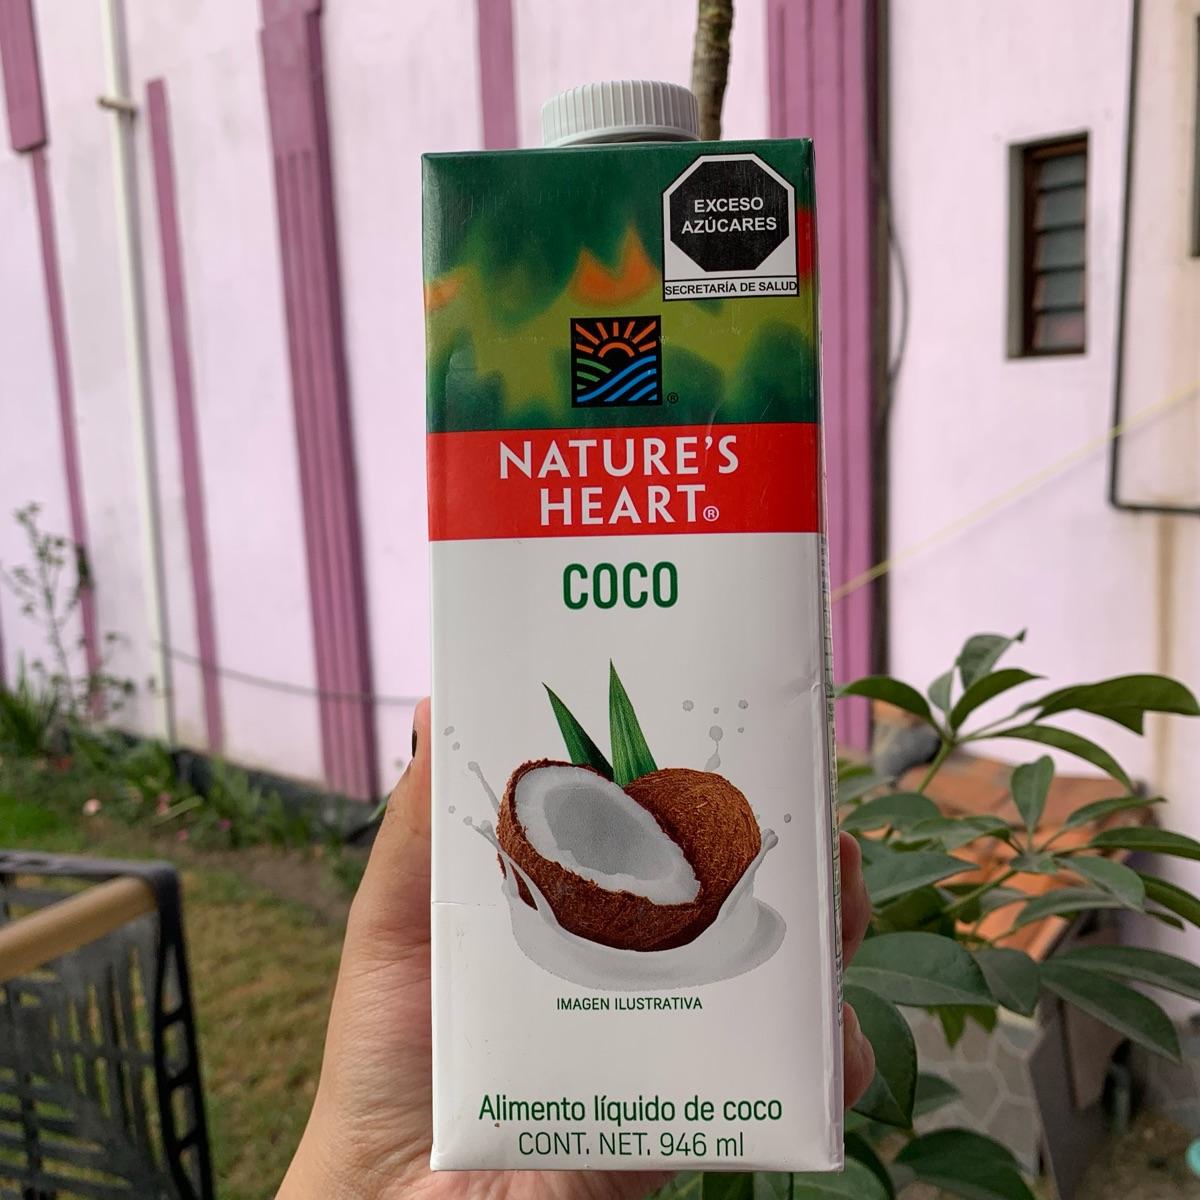 EXCESO
AZÚCARES
SECRETARÍA DE SALUD
®
NATURE'S
HEART®
COCO
IMAGEN ILUSTRATIVA
Alimento líquido de coco
CONT. NET. 946 ml